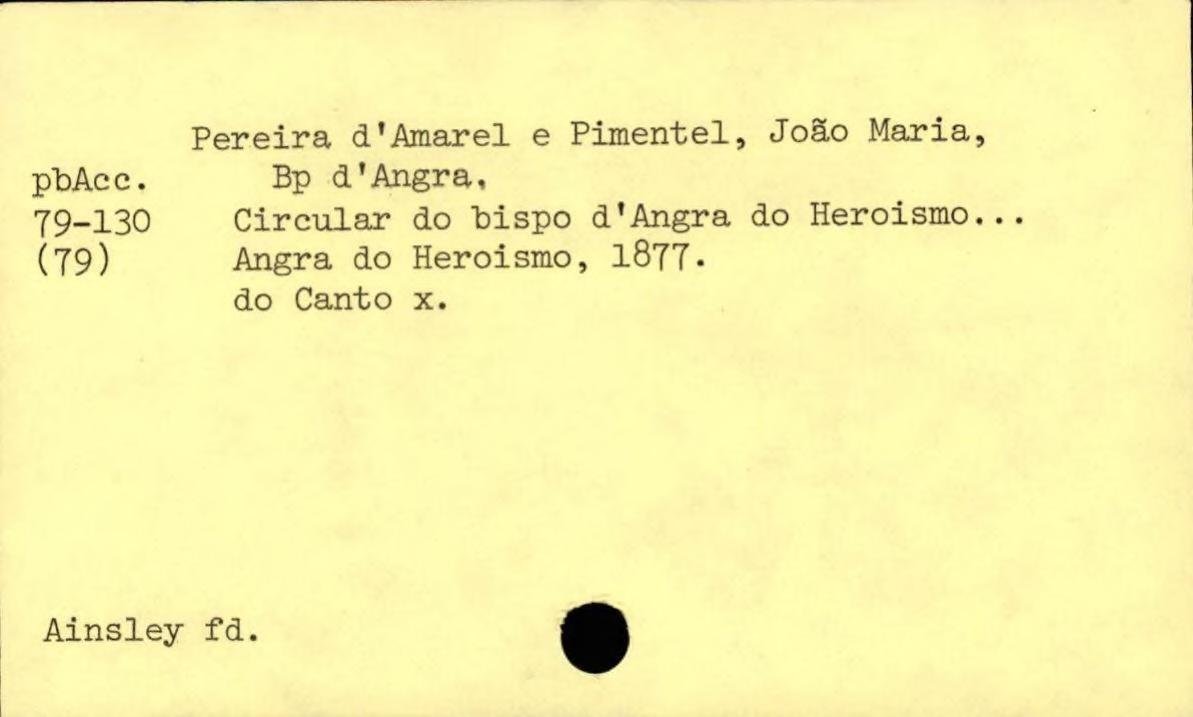 Pereira d'Amarel e Pimentel, João Maria,
pbAcc. Bp d'Angra.
79-130 Circular do bispo d'Angra do Heroismo...
(79) Angra do Heroismo, 1877.
do Canto x.
Ainsley fd.